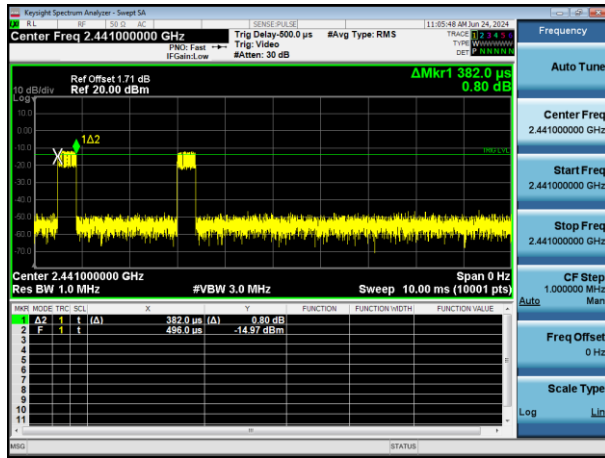 Keysight Spectrum Analyzer - Swept SA
RL RF 50 Ω AC SENSE:PULSE 11:05:48 AM Jun 24, 2024
Center Freq 2.441000000 GHz
PNO: Fast
IFGain:Low
Trig Delay-500.0 µs
Trig: Video
#Atten: 30 dB
#Avg Type: RMS
TRACE 1 2 3 4 5 6
TYPE WWWWWW
DET P NNNNN
ΔMkr1 382.0 µs
0.80 dB
Ref Offset 1.71 dB
10 dB/div Ref 20.00 dBm
Log
10.0
0.00
-10.0
-20.0
-30.0
-40.0
-50.0
-60.0
-70.0
1Δ2
TRIG LVL
Center 2.441000000 GHz Span 0 Hz
Res BW 1.0 MHz #VBW 3.0 MHz Sweep 10.00 ms (10001 pts)
MKR MODE TRC SCL X Y FUNCTION FUNCTION WIDTH FUNCTION VALUE
1 Δ2 1 t (Δ) 382.0 µs (Δ) 0.80 dB
2 F 1 t 496.0 µs -14.97 dBm
3
4
5
6
7
8
9
10
11
MSG STATUS
Frequency
Auto Tune
Center Freq
2.441000000 GHz
Start Freq
2.441000000 GHz
Stop Freq
2.441000000 GHz
CF Step
1.000000 MHz
Auto Man
Freq Offset
0 Hz
Scale Type
Log Lin